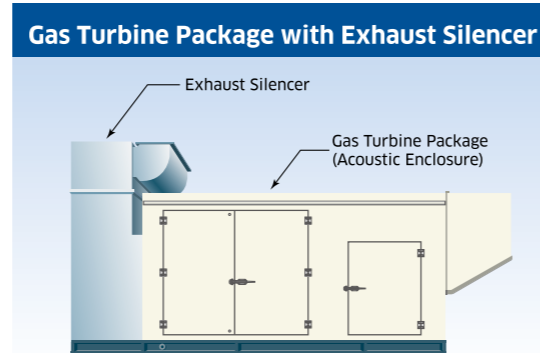 Gas Turbine Package with Exhaust Silencer
Exhaust Silencer
Gas Turbine Package
(Acoustic Enclosure)